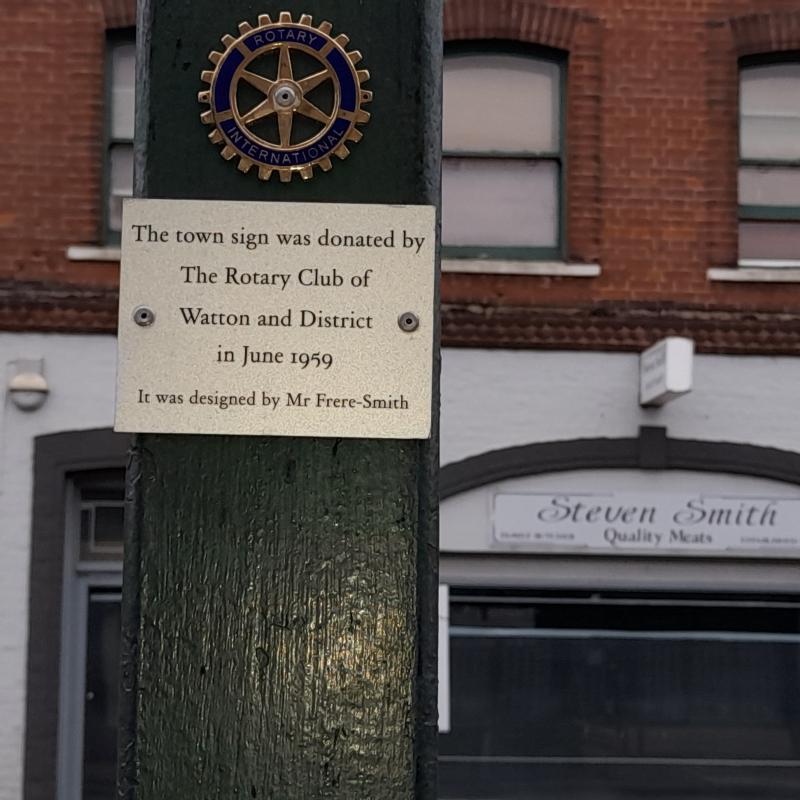 ROTARY
INTERNATIONAL
The town sign was donated by
The Rotary Club of
Watton and District
in June 1959
It was designed by Mr Frere-Smith
Steven Smith
Quality Meats